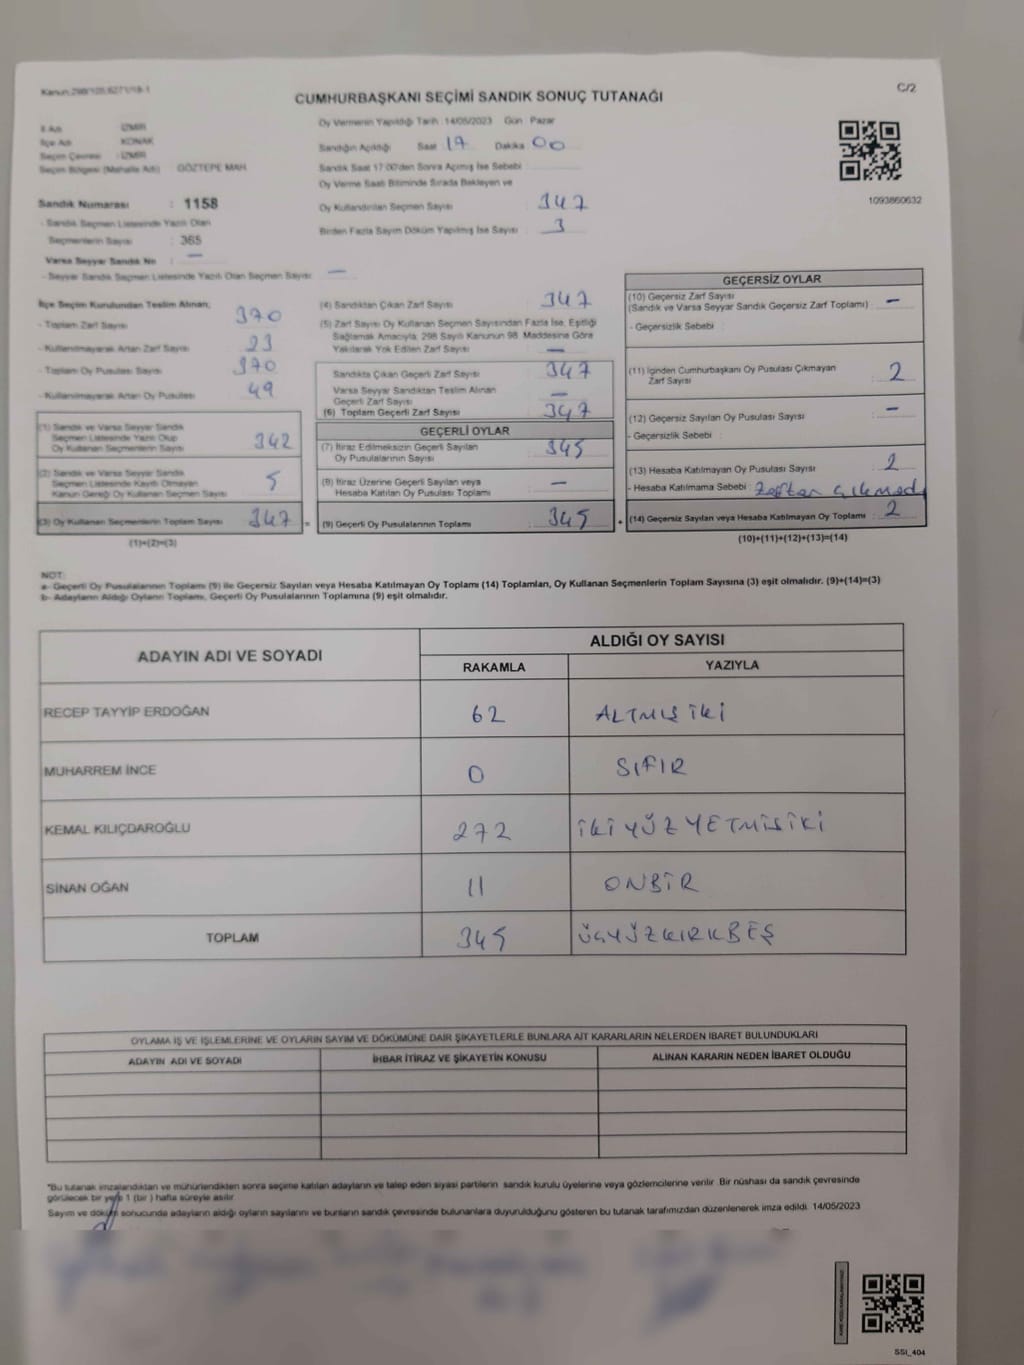 Kanun:298/105,6271/18-1
C/2
CUMHURBAŞKANI SEÇİMİ SANDIK SONUÇ TUTANAĞI
İl Adı : İZMİR
İlçe Adı : KONAK
Seçim Çevresi : İZMİR
Seçim Bölgesi (Mahalle Adı) : GÖZTEPE MAH.
Sandık Numarası : 1158
- Sandık Seçmen Listesinde Yazılı Olan
Seçmenlerin Sayısı : 365
Varsa Seyyar Sandık No : —
- Seyyar Sandık Seçmen Listesinde Yazılı Olan Seçmen Sayısı: —
Oy Vermenin Yapıldığı Tarih :14/05/2023 Gün : Pazar
Sandığın Açıldığı Saat 17 Dakika 00
Sandık Saat 17:00'den Sonra Açılmış İse Sebebi
Oy Verme Saati Bitiminde Sırada Bekleyen ve
Oy Kullandırılan Seçmen Sayısı : 347
Birden Fazla Sayım Döküm Yapılmış İse Sayısı : 3
1093860632
İlçe Seçim Kurulundan Teslim Alınan;
- Toplam Zarf Sayısı : 370
- Kullanılmayarak Artan Zarf Sayısı : 23
- Toplam Oy Pusulası Sayısı : 370
- Kullanılmayarak Artan Oy Pusulası : 49
(1) Sandık ve Varsa Seyyar Sandık
Seçmen Listesinde Yazılı Olup
Oy Kullanan Seçmenlerin Sayısı : 342
(2) Sandık ve Varsa Seyyar Sandık
Seçmen Listesinde Kayıtlı Olmayan
Kanun Gereği Oy Kullanan Seçmen Sayısı : 5
(3) Oy Kullanan Seçmenlerin Toplam Sayısı : 347 =
(1)+(2)=(3)
(4) Sandıktan Çıkan Zarf Sayısı : 347
(5) Zarf Sayısı Oy Kullanan Seçmen Sayısından Fazla İse, Eşitliği
Sağlamak Amacıyla, 298 Sayılı Kanunun 98. Maddesine Göre
Yakılarak Yok Edilen Zarf Sayısı : —
Sandıkta Çıkan Geçerli Zarf Sayısı : 347
Varsa Seyyar Sandıktan Teslim Alınan
Geçerli Zarf Sayısı : —
(6) Toplam Geçerli Zarf Sayısı : 347
GEÇERLİ OYLAR
(7) İtiraz Edilmeksizin Geçerli Sayılan
Oy Pusulalarının Sayısı : 345
(8) İtiraz Üzerine Geçerli Sayılan veya
Hesaba Katılan Oy Pusulası Toplamı : —
(9) Geçerli Oy Pusulalarının Toplamı : 345 +
GEÇERSİZ OYLAR
(10) Geçersiz Zarf Sayısı
(Sandık ve Varsa Seyyar Sandık Geçersiz Zarf Toplamı) : —
- Geçersizlik Sebebi :
(11) İçinden Cumhurbaşkanı Oy Pusulası Çıkmayan
Zarf Sayısı : 2
(12) Geçersiz Sayılan Oy Pusulası Sayısı : —
- Geçersizlik Sebebi :
(13) Hesaba Katılmayan Oy Pusulası Sayısı : 2
- Hesaba Katılmama Sebebi : Zarftan çıkmadı
(14) Geçersiz Sayılan veya Hesaba Katılmayan Oy Toplamı : 2
(10)+(11)+(12)+(13)=(14)
NOT:
a- Geçerli Oy Pusulalarının Toplamı (9) ile Geçersiz Sayılan veya Hesaba Katılmayan Oy Toplamı (14) Toplamları, Oy Kullanan Seçmenlerin Toplam Sayısına (3) eşit olmalıdır. (9)+(14)=(3)
b- Adayların Aldığı Oyların Toplamı, Geçerli Oy Pusulalarının Toplamına (9) eşit olmalıdır.
ADAYIN ADI VE SOYADI
ALDIĞI OY SAYISI
RAKAMLA YAZIYLA
RECEP TAYYİP ERDOĞAN 62 ALTMIŞ İKİ
MUHARREM İNCE 0 SIFIR
KEMAL KILIÇDAROĞLU 272 İKİ YÜZ YETMİŞİKİ
SİNAN OĞAN 11 ONBİR
TOPLAM 345 ÜÇYÜZKIRKBEŞ
OYLAMA İŞ VE İŞLEMLERİNE VE OYLARIN SAYIM VE DÖKÜMÜNE DAİR ŞİKAYETLERLE BUNLARA AİT KARARLARIN NELERDEN İBARET BULUNDUKLARI
ADAYIN ADI VE SOYADI İHBAR İTİRAZ VE ŞİKAYETİN KONUSU ALINAN KARARIN NEDEN İBARET OLDUĞU
*Bu tutanak imzalandıktan ve mühürlendikten sonra seçime katılan adayların ve talep eden siyasi partilerin sandık kurulu üyelerine veya gözlemcilerine verilir. Bir nüshası da sandık çevresinde
görülecek bir yere 1 (bir ) hafta süreyle asılır.
Sayım ve döküm sonucunda adayların aldığı oyların sayılarını ve bunların sandık çevresinde bulunanlara duyurulduğunu gösteren bu tutanak tarafımızdan düzenlenerek imza edildi. 14/05/2023
SSI_404